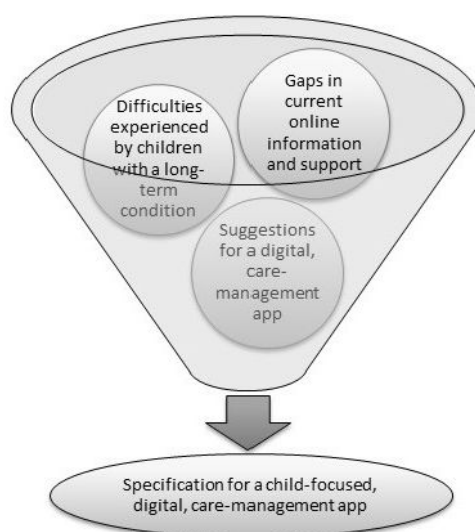 Difficulties
experienced
by children
with a long-
term
condition
Gaps in
current
online
information
and support
Suggestions
for a digital,
care-
management
app
Specification for a child-focused,
digital, care-management app